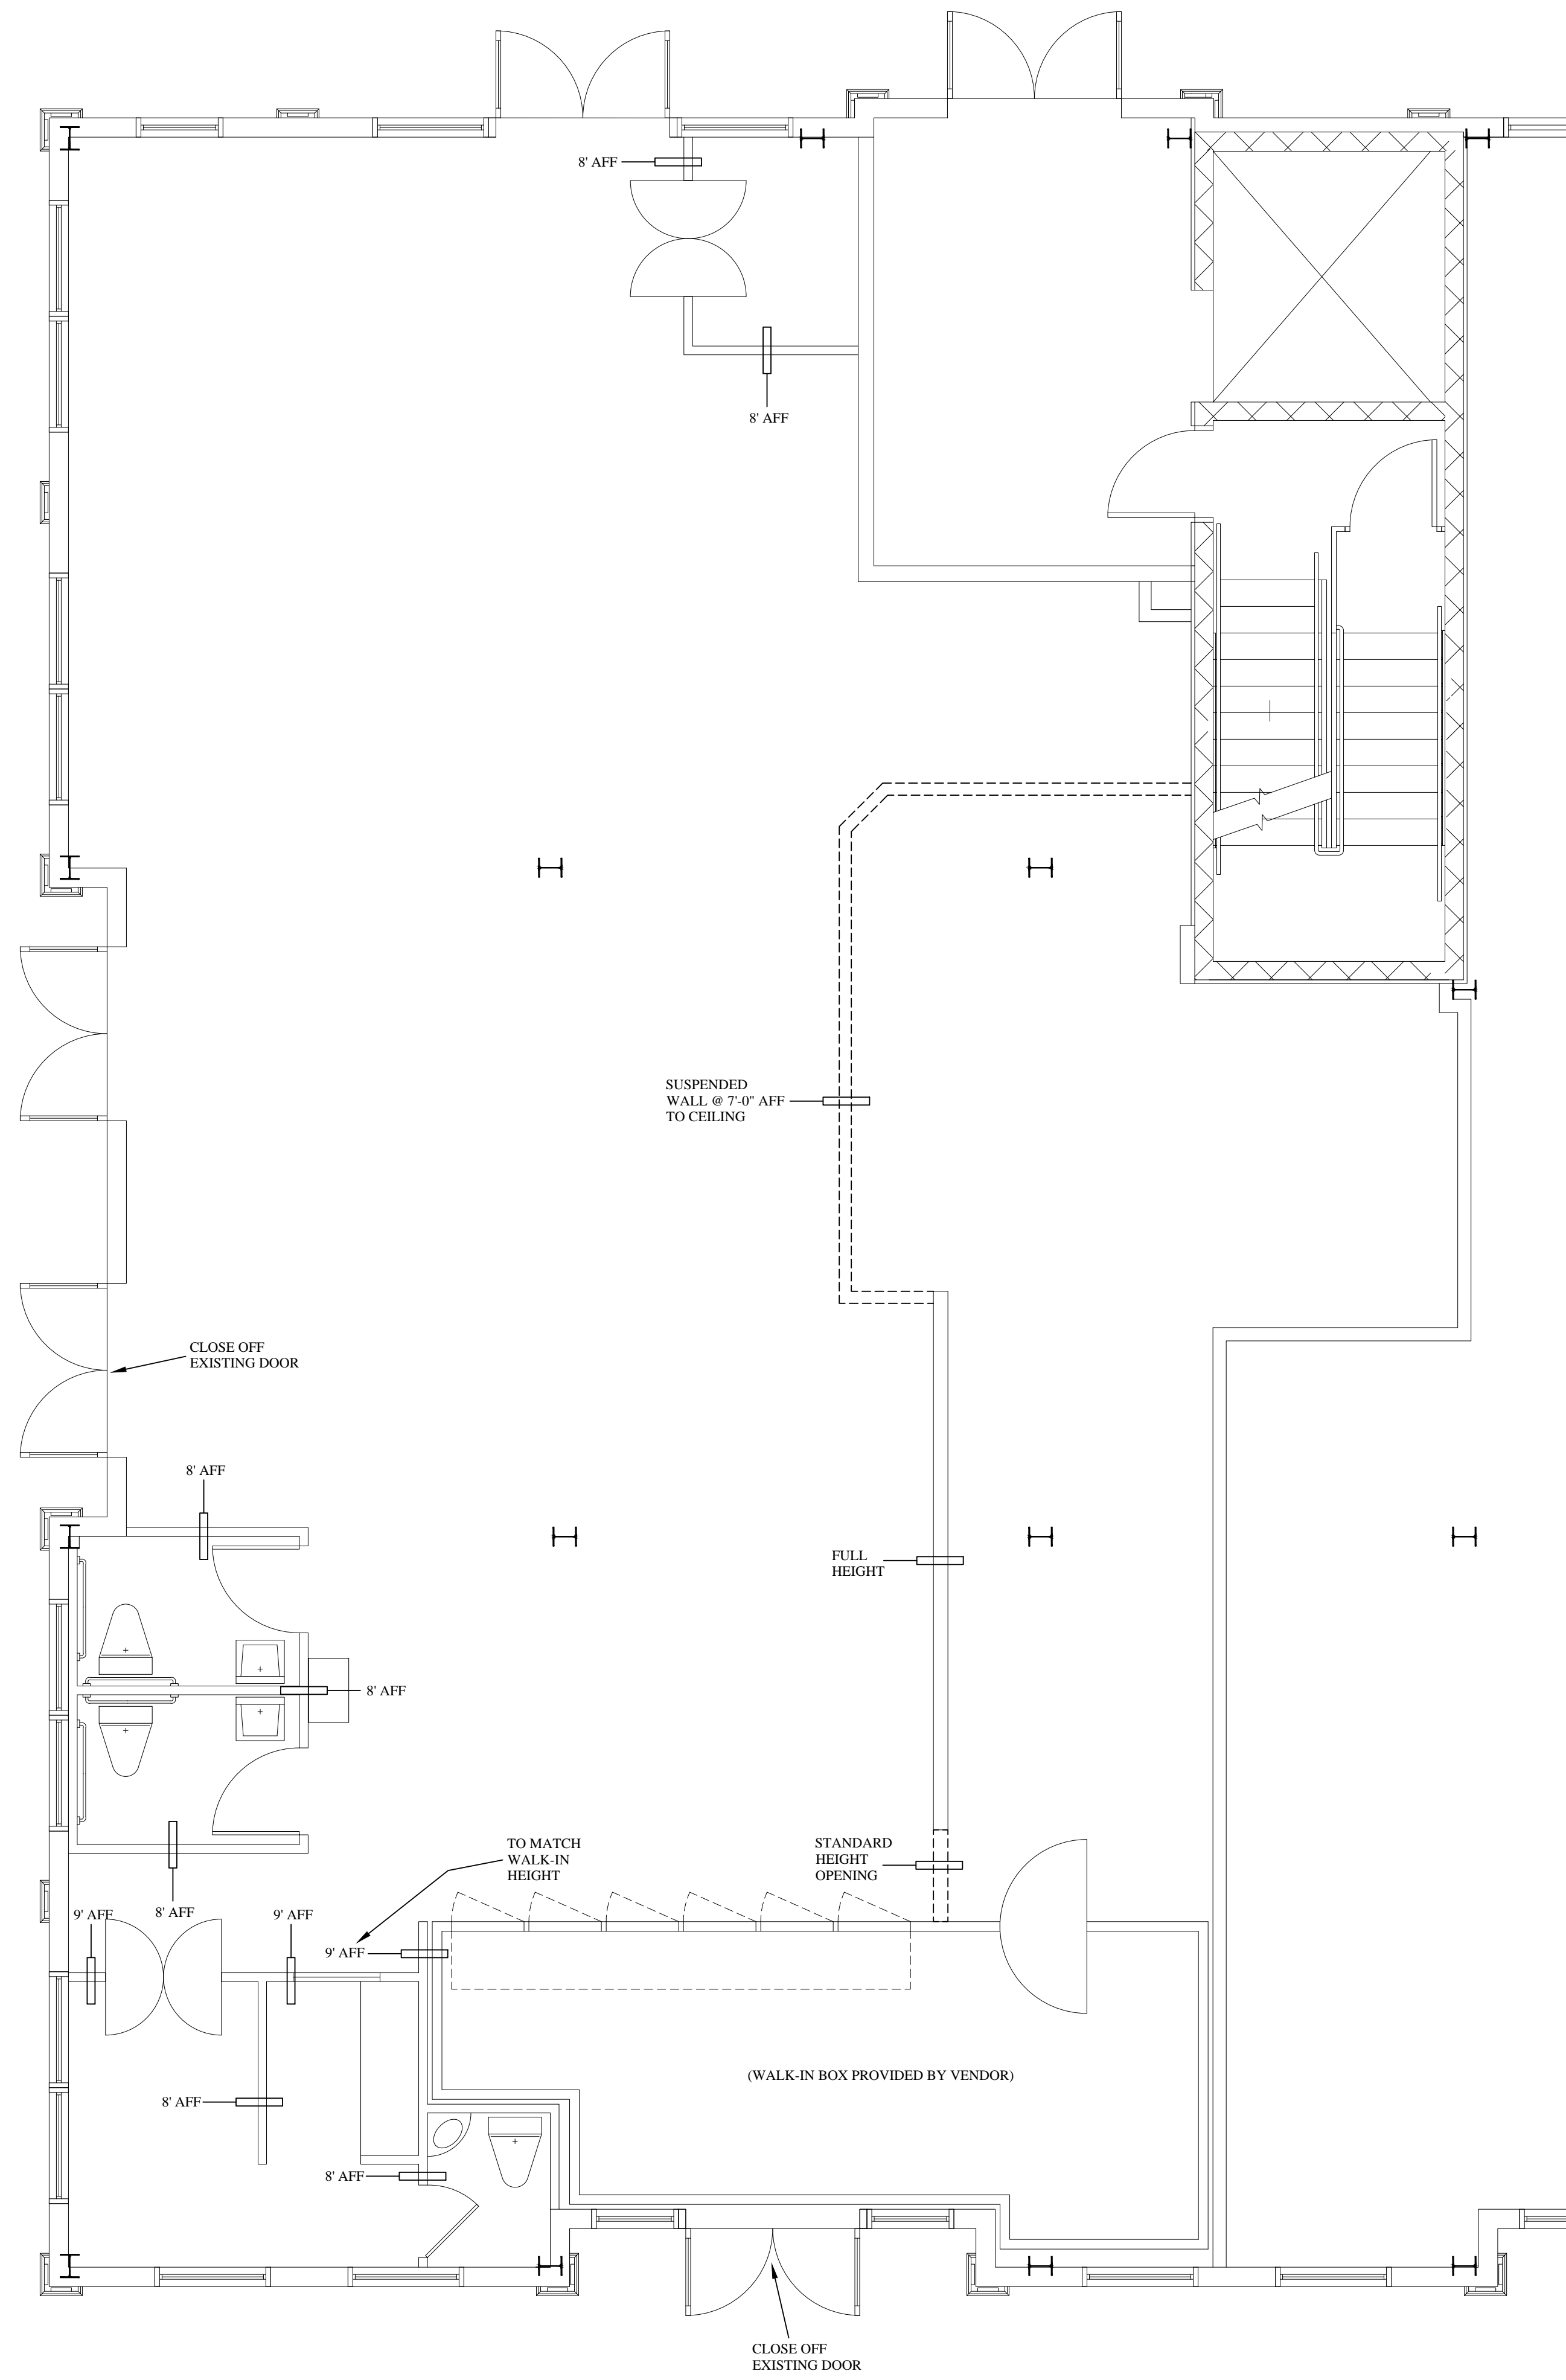 8' AFF
8' AFF
SUSPENDED
WALL @ 7'-0" AFF
TO CEILING
CLOSE OFF
EXISTING DOOR
8' AFF
FULL
HEIGHT
8' AFF
TO MATCH
WALK-IN
HEIGHT
STANDARD
HEIGHT
OPENING
9' AFF
8' AFF
9' AFF
9' AFF
(WALK-IN BOX PROVIDED BY VENDOR)
8' AFF
8' AFF
CLOSE OFF
EXISTING DOOR